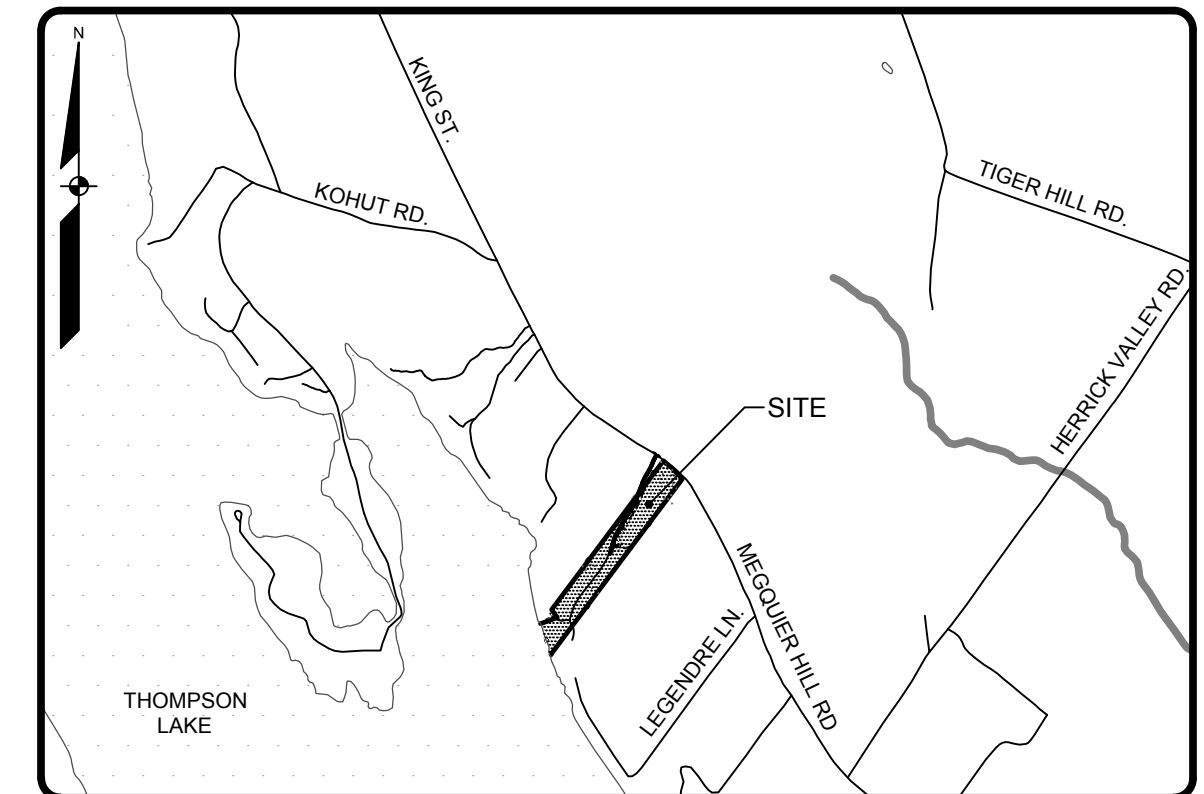 N
KING ST.
KOHUT RD.
TIGER HILL RD.
HERRICK VALLEY RD.
SITE
MEGQUIER HILL RD
LEGENDRE LN.
THOMPSON
LAKE